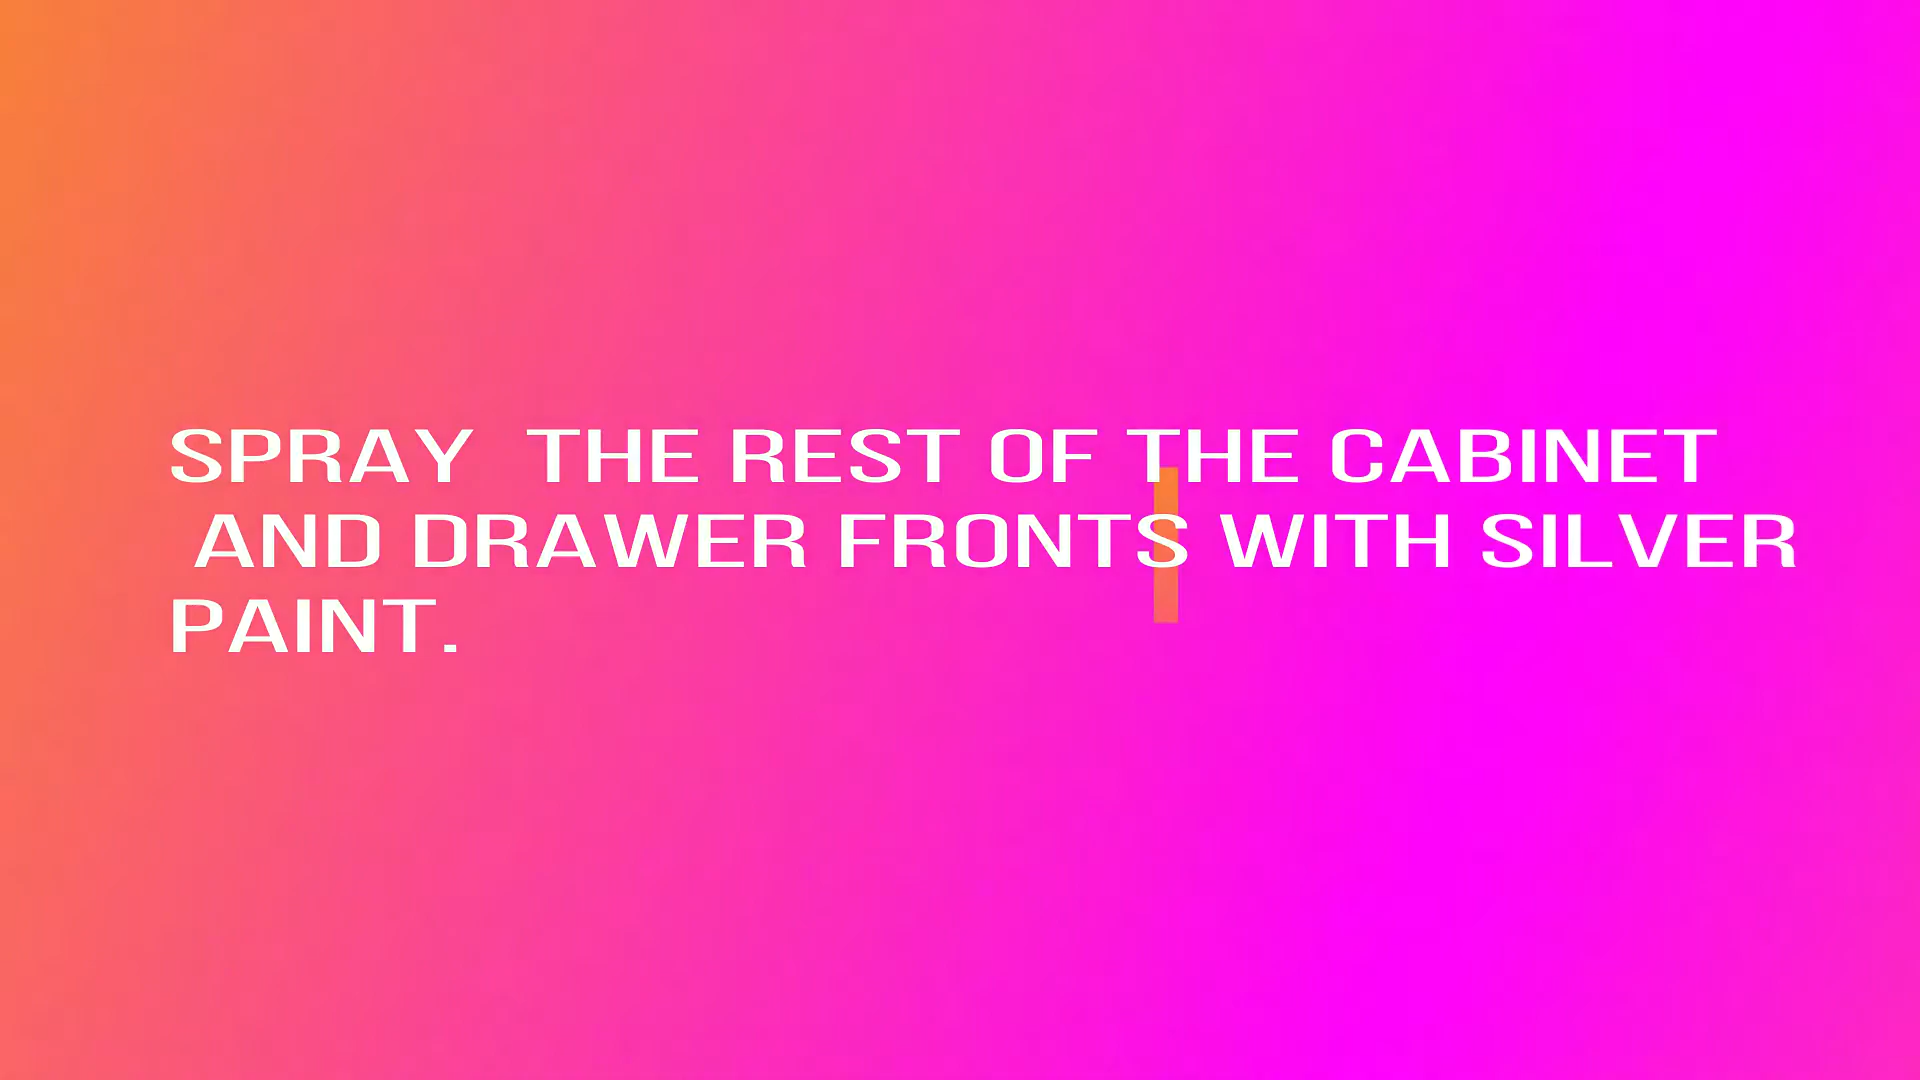 SPRAY  THE REST OF THE CABINET
AND DRAWER FRONTS WITH SILVER
PAINT.